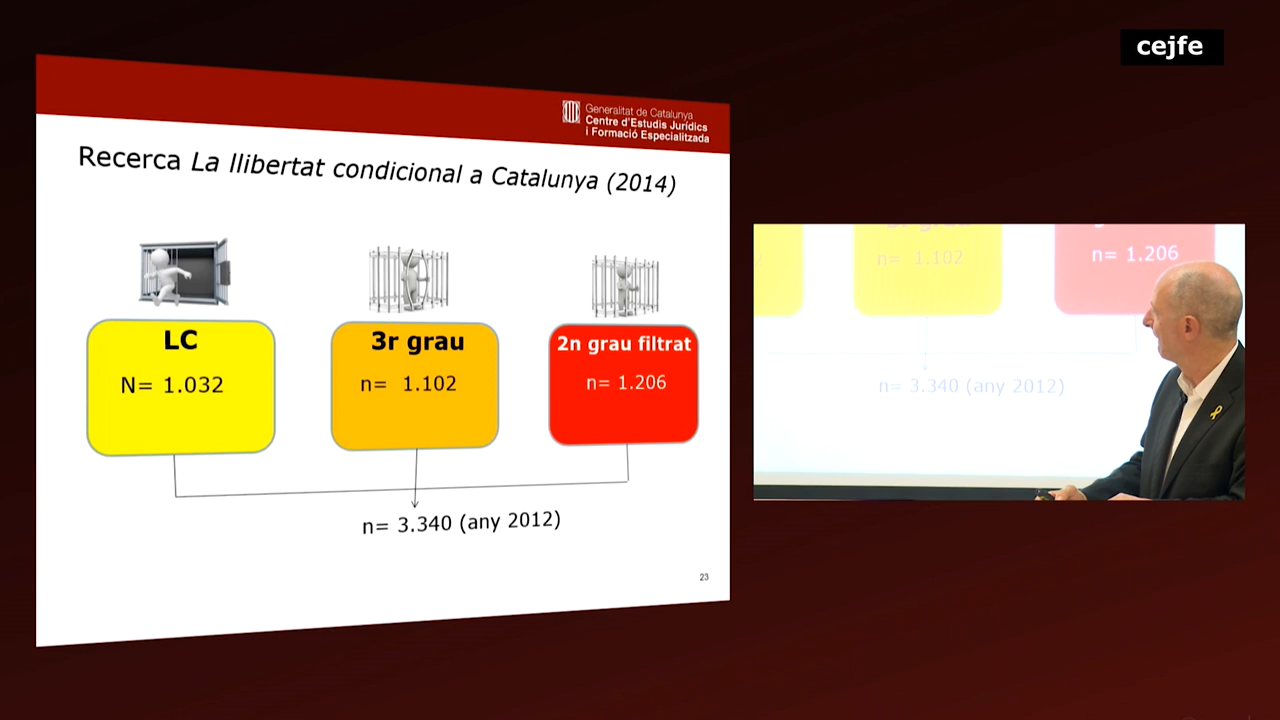 cejfe
Generalitat de Catalunya
Centre d'Estudis Jurídics
i Formació Especialitzada
Recerca La llibertat condicional a Catalunya (2014)
LC
N= 1.032
3r grau
n= 1.102
2n grau filtrat
n= 1.206
n= 3.340 (any 2012)
23
n= 1.102
n= 1.206
n= 3.340 (any 2012)